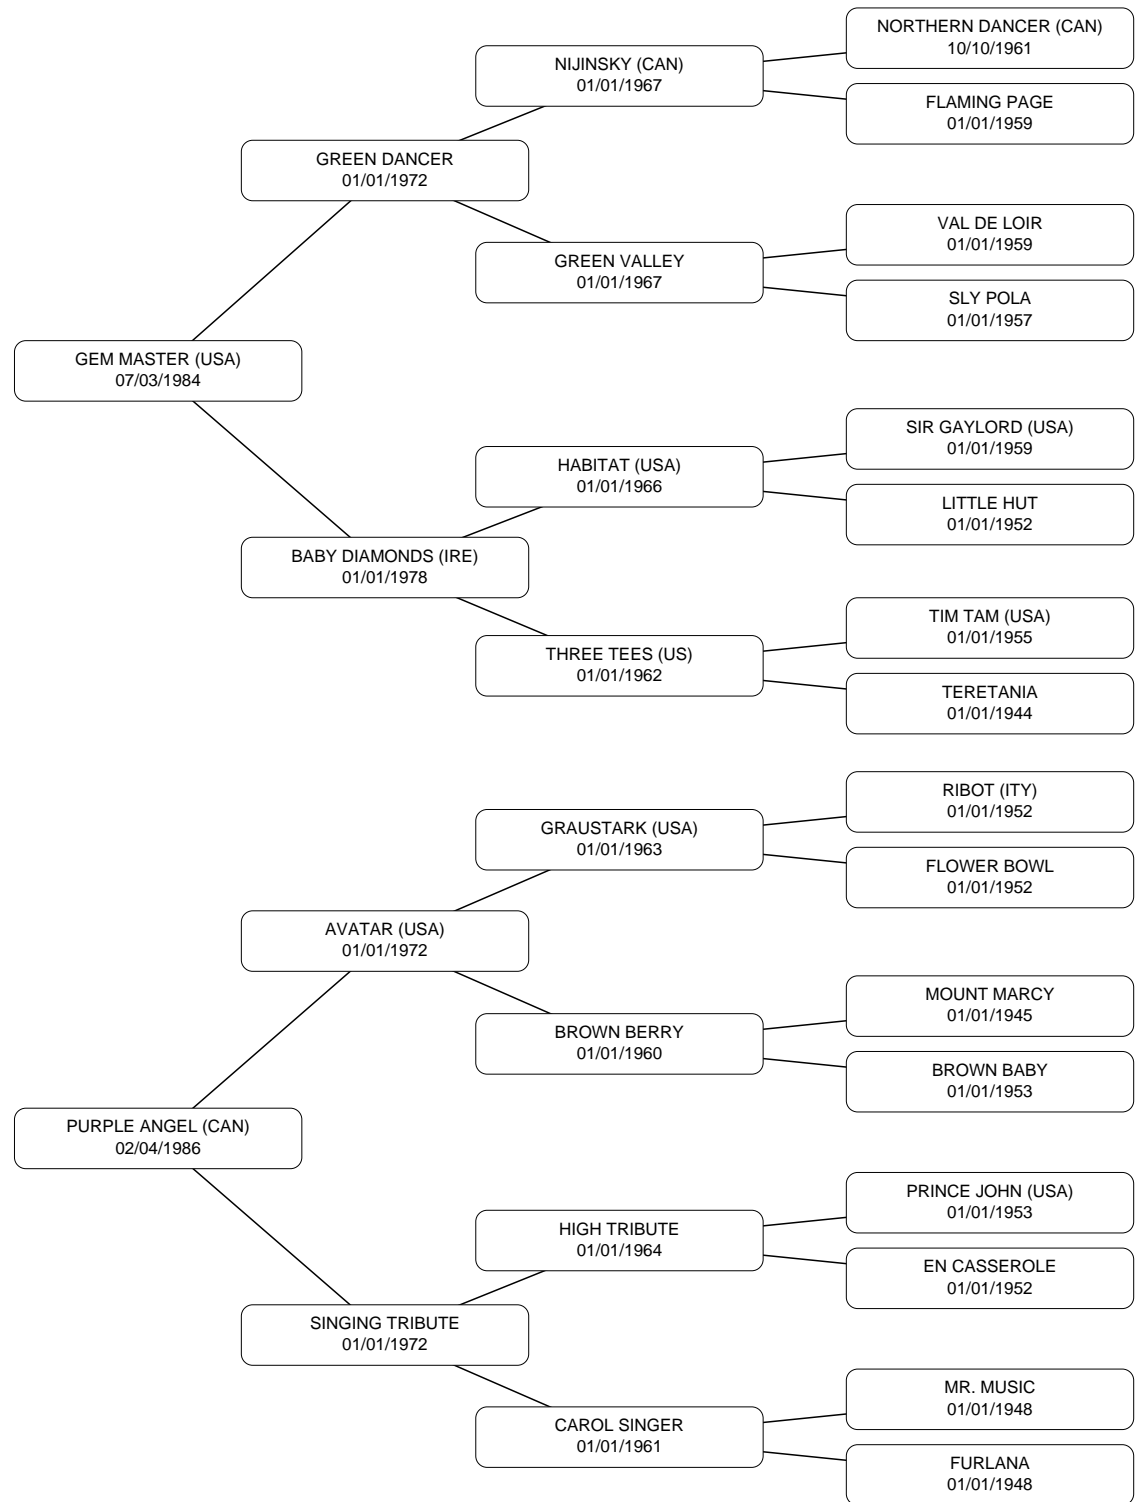 NORTHERN DANCER (CAN)
10/10/1961
NIJINSKY (CAN)
01/01/1967
FLAMING PAGE
01/01/1959
GREEN DANCER
01/01/1972
VAL DE LOIR
01/01/1959
GREEN VALLEY
01/01/1967
SLY POLA
01/01/1957
GEM MASTER (USA)
07/03/1984
SIR GAYLORD (USA)
01/01/1959
HABITAT (USA)
01/01/1966
LITTLE HUT
01/01/1952
BABY DIAMONDS (IRE)
01/01/1978
TIM TAM (USA)
01/01/1955
THREE TEES (US)
01/01/1962
TERETANIA
01/01/1944
RIBOT (ITY)
01/01/1952
GRAUSTARK (USA)
01/01/1963
FLOWER BOWL
01/01/1952
AVATAR (USA)
01/01/1972
MOUNT MARCY
01/01/1945
BROWN BERRY
01/01/1960
BROWN BABY
01/01/1953
PURPLE ANGEL (CAN)
02/04/1986
PRINCE JOHN (USA)
01/01/1953
HIGH TRIBUTE
01/01/1964
EN CASSEROLE
01/01/1952
SINGING TRIBUTE
01/01/1972
MR. MUSIC
01/01/1948
CAROL SINGER
01/01/1961
FURLANA
01/01/1948